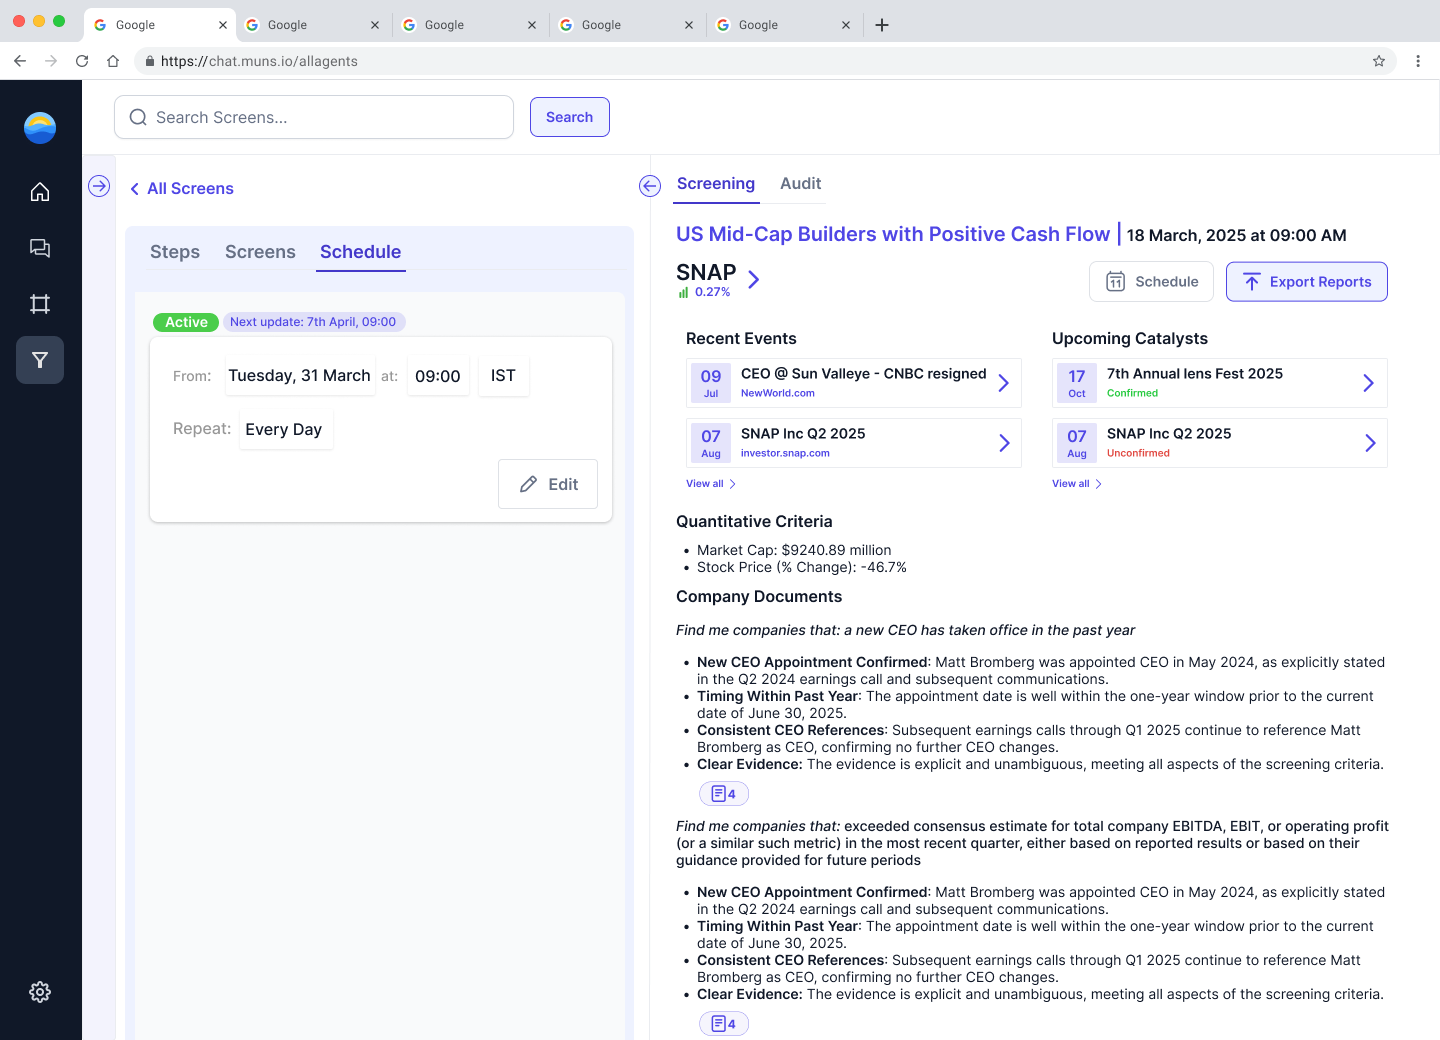 Google
Google
Google
Google
Google
https://chat.muns.io/allagents
Search Screens...
Search
All Screens
Steps
Screens
Schedule
Active
Next update: 7th April, 09:00
From:
Tuesday, 31 March
at:
09:00
IST
Repeat:
Every Day
Edit
Screening
Audit
US Mid-Cap Builders with Positive Cash Flow | 18 March, 2025 at 09:00 AM
SNAP
0.27%
11
Schedule
Export Reports
Recent Events
09
Jul
CEO @ Sun Valleye - CNBC resigned
NewWorld.com
07
Aug
SNAP Inc Q2 2025
investor.snap.com
View all
Upcoming Catalysts
17
Oct
7th Annual lens Fest 2025
Confirmed
07
Aug
SNAP Inc Q2 2025
Unconfirmed
View all
Quantitative Criteria
• Market Cap: $9240.89 million
• Stock Price (% Change): -46.7%
Company Documents
Find me companies that: a new CEO has taken office in the past year
• New CEO Appointment Confirmed: Matt Bromberg was appointed CEO in May 2024, as explicitly stated
in the Q2 2024 earnings call and subsequent communications.
• Timing Within Past Year: The appointment date is well within the one-year window prior to the current
date of June 30, 2025.
• Consistent CEO References: Subsequent earnings calls through Q1 2025 continue to reference Matt
Bromberg as CEO, confirming no further CEO changes.
• Clear Evidence: The evidence is explicit and unambiguous, meeting all aspects of the screening criteria.
4
Find me companies that: exceeded consensus estimate for total company EBITDA, EBIT, or operating profit
(or a similar such metric) in the most recent quarter, either based on reported results or based on their
guidance provided for future periods
• New CEO Appointment Confirmed: Matt Bromberg was appointed CEO in May 2024, as explicitly stated
in the Q2 2024 earnings call and subsequent communications.
• Timing Within Past Year: The appointment date is well within the one-year window prior to the current
date of June 30, 2025.
• Consistent CEO References: Subsequent earnings calls through Q1 2025 continue to reference Matt
Bromberg as CEO, confirming no further CEO changes.
• Clear Evidence: The evidence is explicit and unambiguous, meeting all aspects of the screening criteria.
4